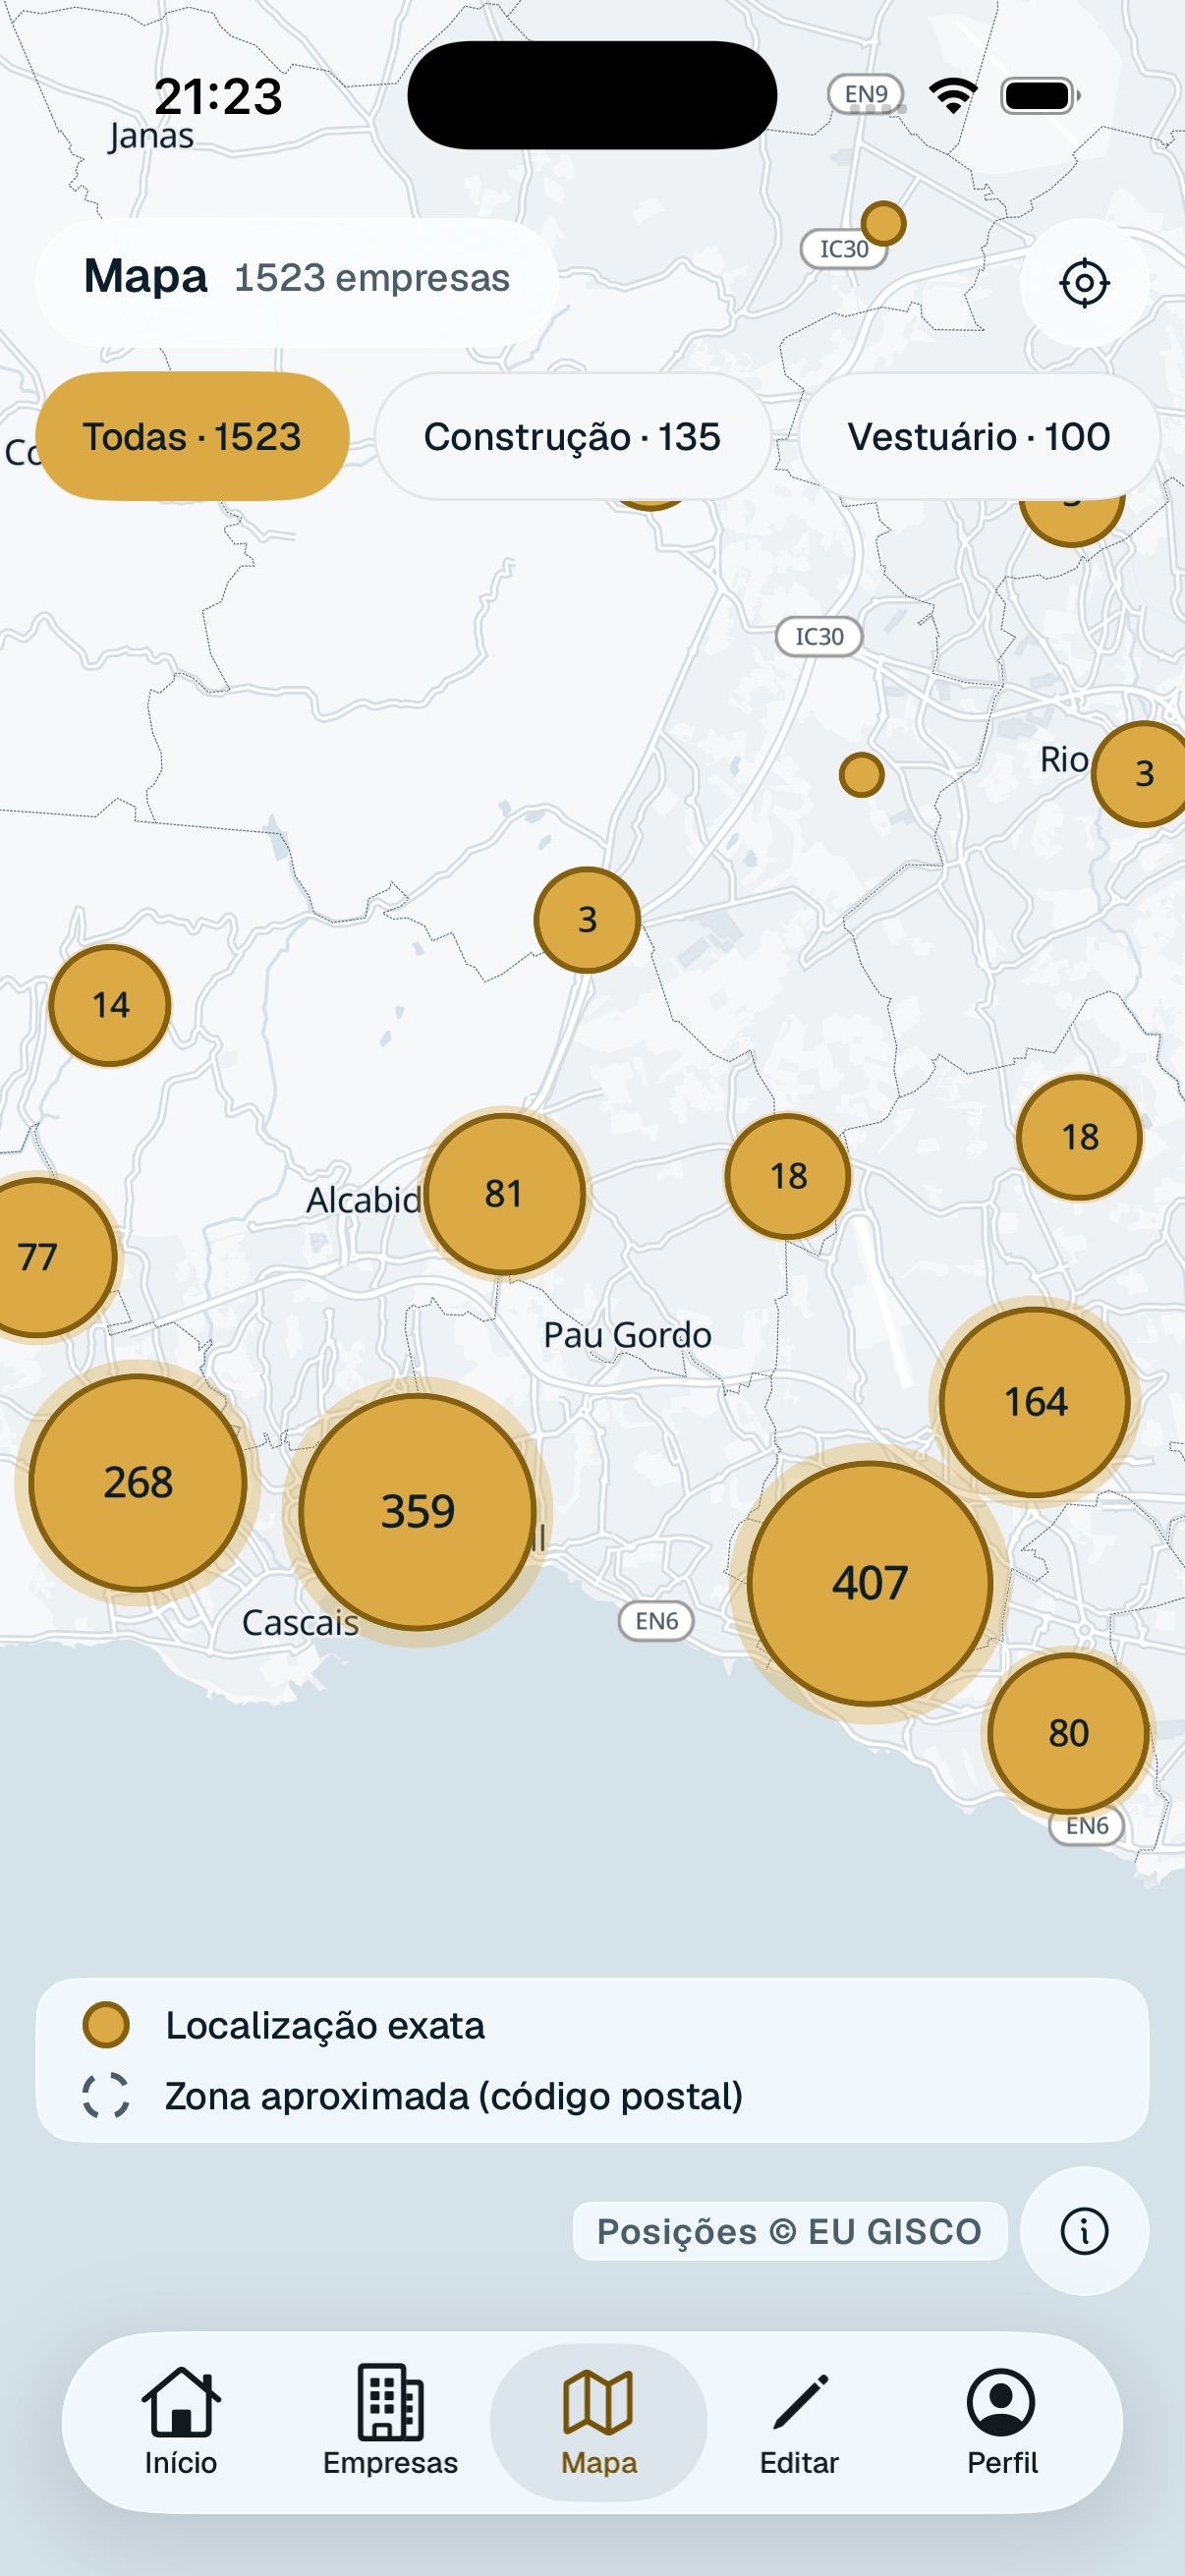 21:23
EN9
Janas
IC30
Mapa 1523 empresas
Todas · 1523
Construção · 135
Vestuário · 100
IC30
Rio
3
3
14
18
18
Alcabid
81
77
Pau Gordo
164
268
359
407
Cascais
EN6
80
EN6
Localização exata
Zona aproximada (código postal)
Posições © EU GISCO
Início
Empresas
Mapa
Editar
Perfil